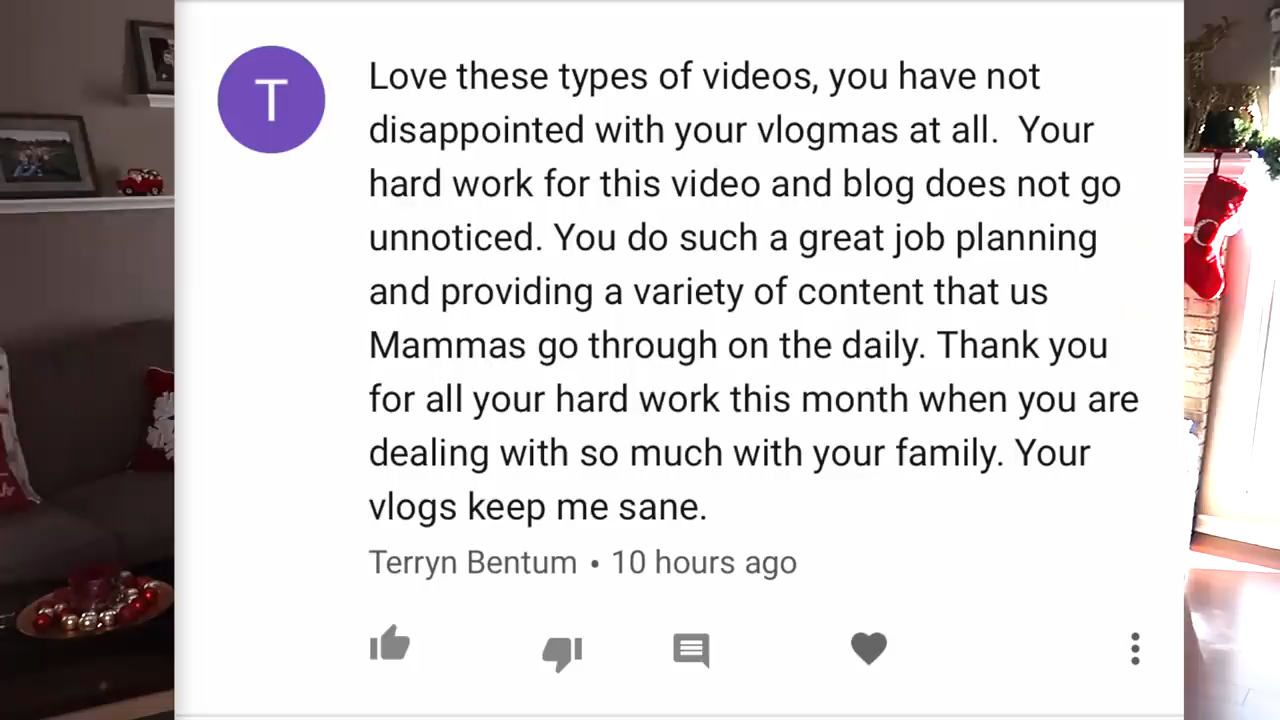 T
Love these types of videos, you have not
disappointed with your vlogmas at all.  Your
hard work for this video and blog does not go
unnoticed. You do such a great job planning
and providing a variety of content that us
Mammas go through on the daily. Thank you
for all your hard work this month when you are
dealing with so much with your family. Your
vlogs keep me sane.
Terryn Bentum • 10 hours ago